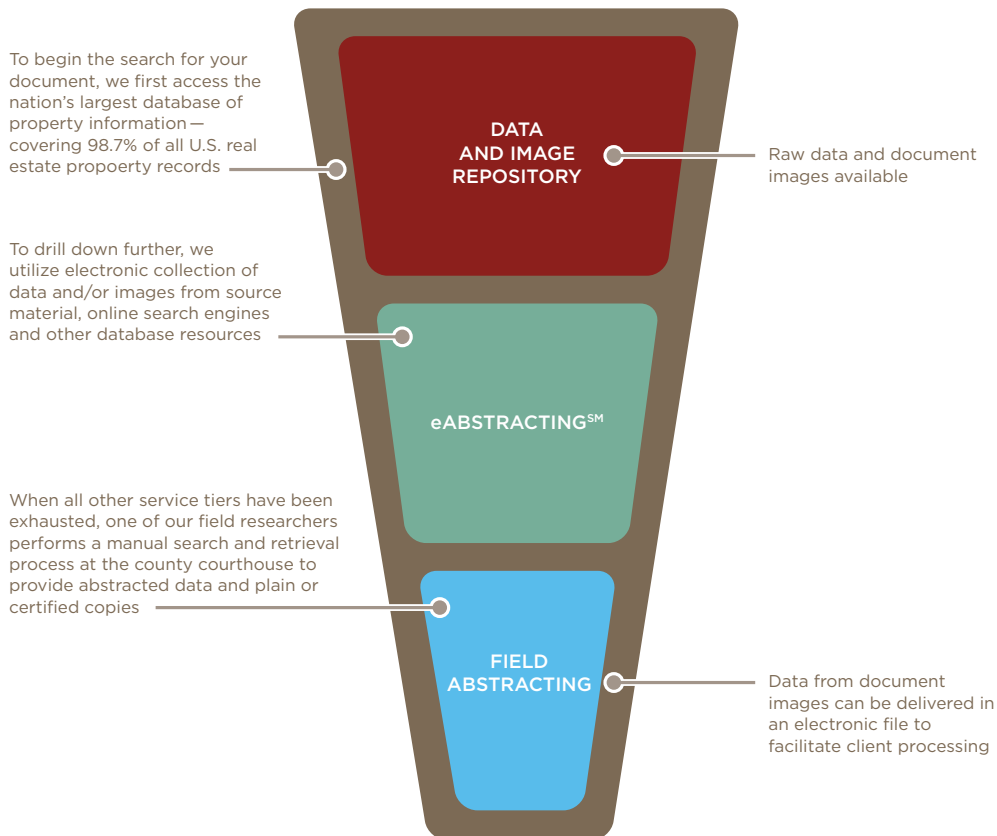 To begin the search for your
document, we first access the
nation's largest database of
property information —
covering 98.7% of all U.S. real
estate propoerty records
DATA
AND IMAGE
REPOSITORY
Raw data and document
images available
To drill down further, we
utilize electronic collection of
data and/or images from source
material, online search engines
and other database resources
eABSTRACTING℠
When all other service tiers have been
exhausted, one of our field researchers
performs a manual search and retrieval
process at the county courthouse to
provide abstracted data and plain or
certified copies
FIELD
ABSTRACTING
Data from document
images can be delivered in
an electronic file to
facilitate client processing